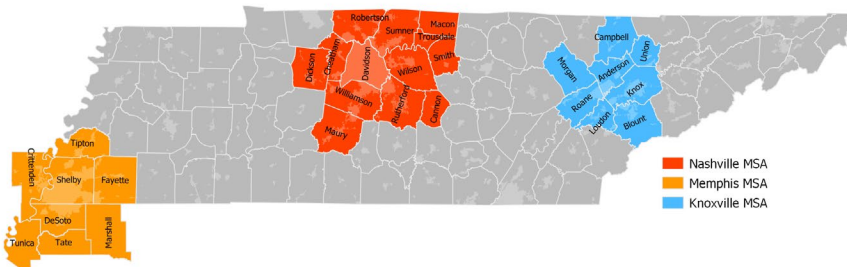 Robertson
Macon
Sumner
Trousdale
Smith
Dickson
Cheatham
Davidson
Wilson
Williamson
Rutherford
Cannon
Maury
Campbell
Union
Morgan
Anderson
Knox
Roane
Loudon
Blount
Tipton
Crittenden
Shelby
Fayette
DeSoto
Tunica
Tate
Marshall
Nashville MSA
Memphis MSA
Knoxville MSA